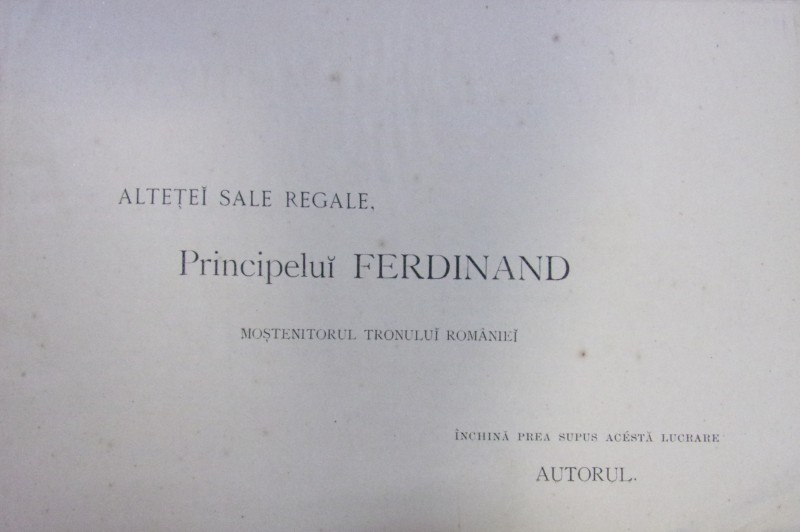 ALTEȚEĬ SALE REGALE,
Principeluĭ FERDINAND
MOȘTENITORUL TRONULUĬ ROMÂNIEĬ
ÎNCHINĂ PREA SUPUS ACÉSTĂ LUCRARE
AUTORUL.